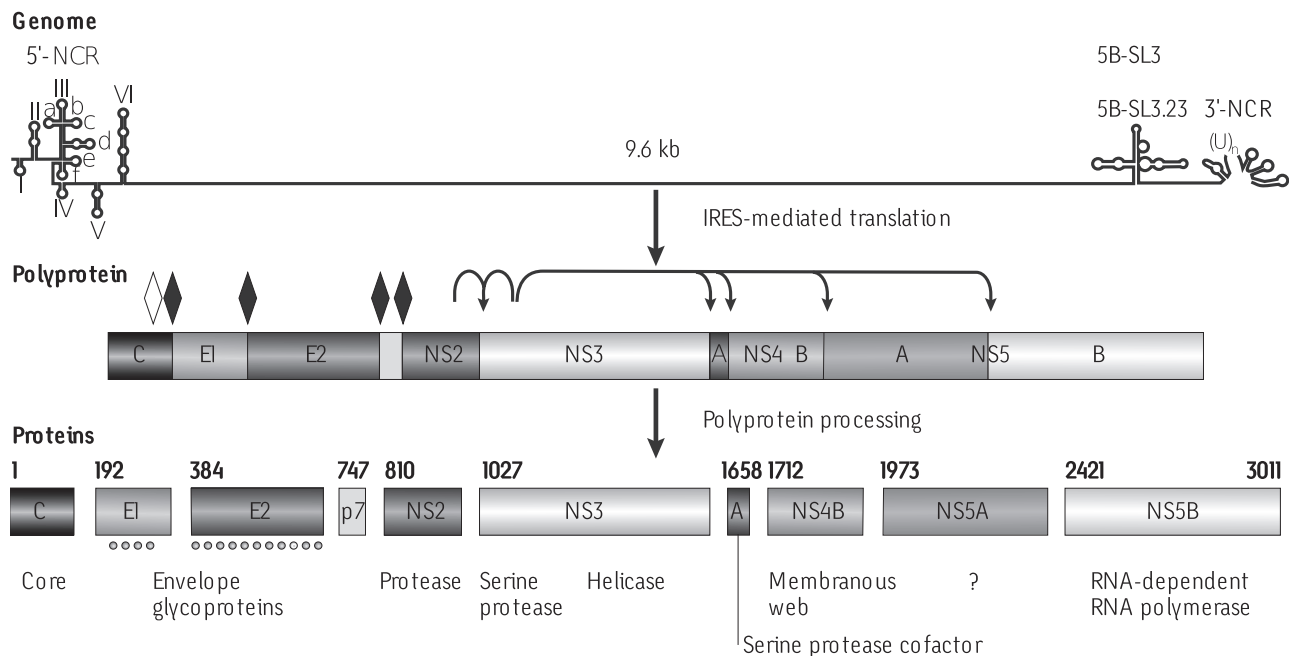 Genome
5'-NCR
5B-SL3
III
VI
II
a
b
c
5B-SL3.23
3'-NCR
d
9.6 kb
(U)n
e
f
I
IV
V
IRES-mediated translation
Polyprotein
C
E1
E2
NS2
NS3
A
NS4
B
A
NS5
B
Polyprotein processing
Proteins
1
192
384
747
810
1027
1658
1712
1973
2421
3011
C
E1
E2
p7
NS2
NS3
A
NS4B
NS5A
NS5B
Core
Envelope
glycoproteins
Protease
Serine
protease
Helicase
Membranous
web
?
RNA-dependent
RNA polymerase
Serine protease cofactor